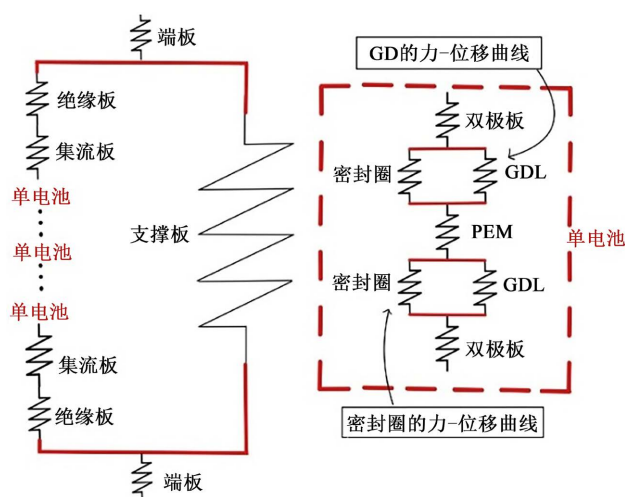 端板
绝缘板
集流板
单电池
单电池
单电池
支撑板
集流板
绝缘板
端板
GD的力-位移曲线
双极板
密封圈
GDL
PEM
单电池
密封圈
GDL
双极板
密封圈的力-位移曲线